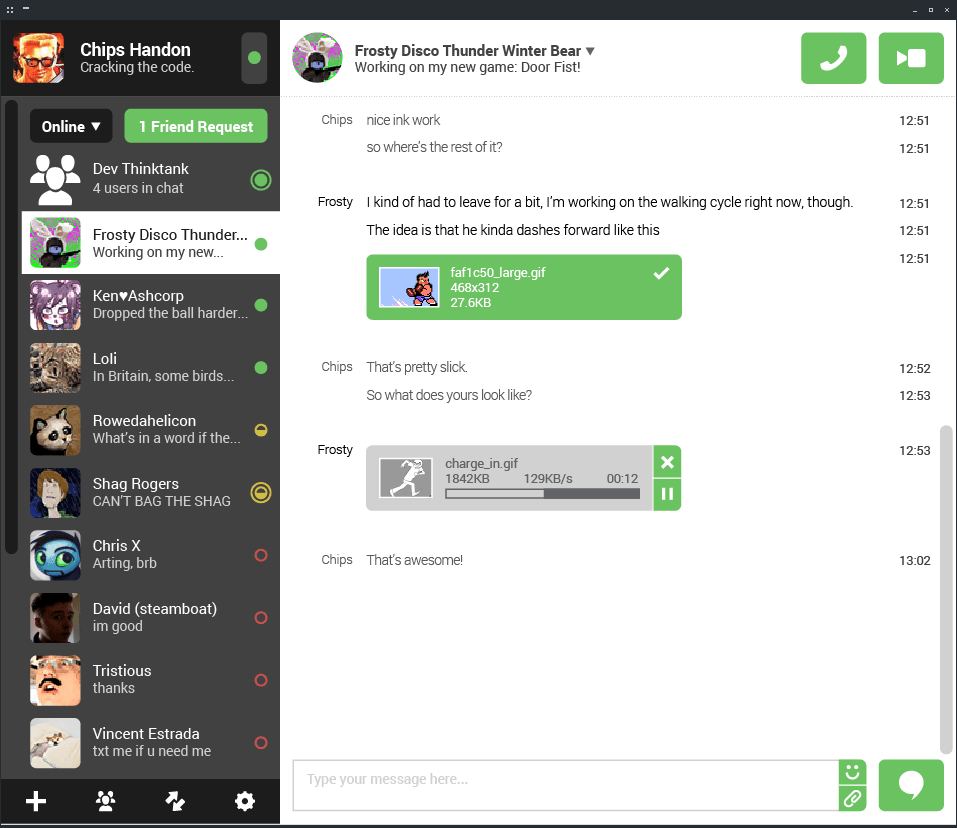 Chips Handon
Cracking the code.
Online ▼
1 Friend Request
Dev Thinktank
4 users in chat
Frosty Disco Thunder...
Working on my new...
Ken♥Ashcorp
Dropped the ball harder...
Loli
In Britain, some birds...
Rowedahelicon
What's in a word if the...
Shag Rogers
CAN'T BAG THE SHAG
Chris X
Arting, brb
David (steamboat)
im good
Tristious
thanks
Vincent Estrada
txt me if u need me
Frosty Disco Thunder Winter Bear ▼
Working on my new game: Door Fist!
Chips nice ink work 12:51
so where's the rest of it? 12:51
Frosty I kind of had to leave for a bit, I'm working on the walking cycle right now, though. 12:51
The idea is that he kinda dashes forward like this 12:51
12:51
faf1c50_large.gif
468x312
27.6KB
Chips That's pretty slick. 12:52
So what does yours look like? 12:53
Frosty 12:53
charge_in.gif
1842KB 129KB/s 00:12
Chips That's awesome! 13:02
Type your message here...